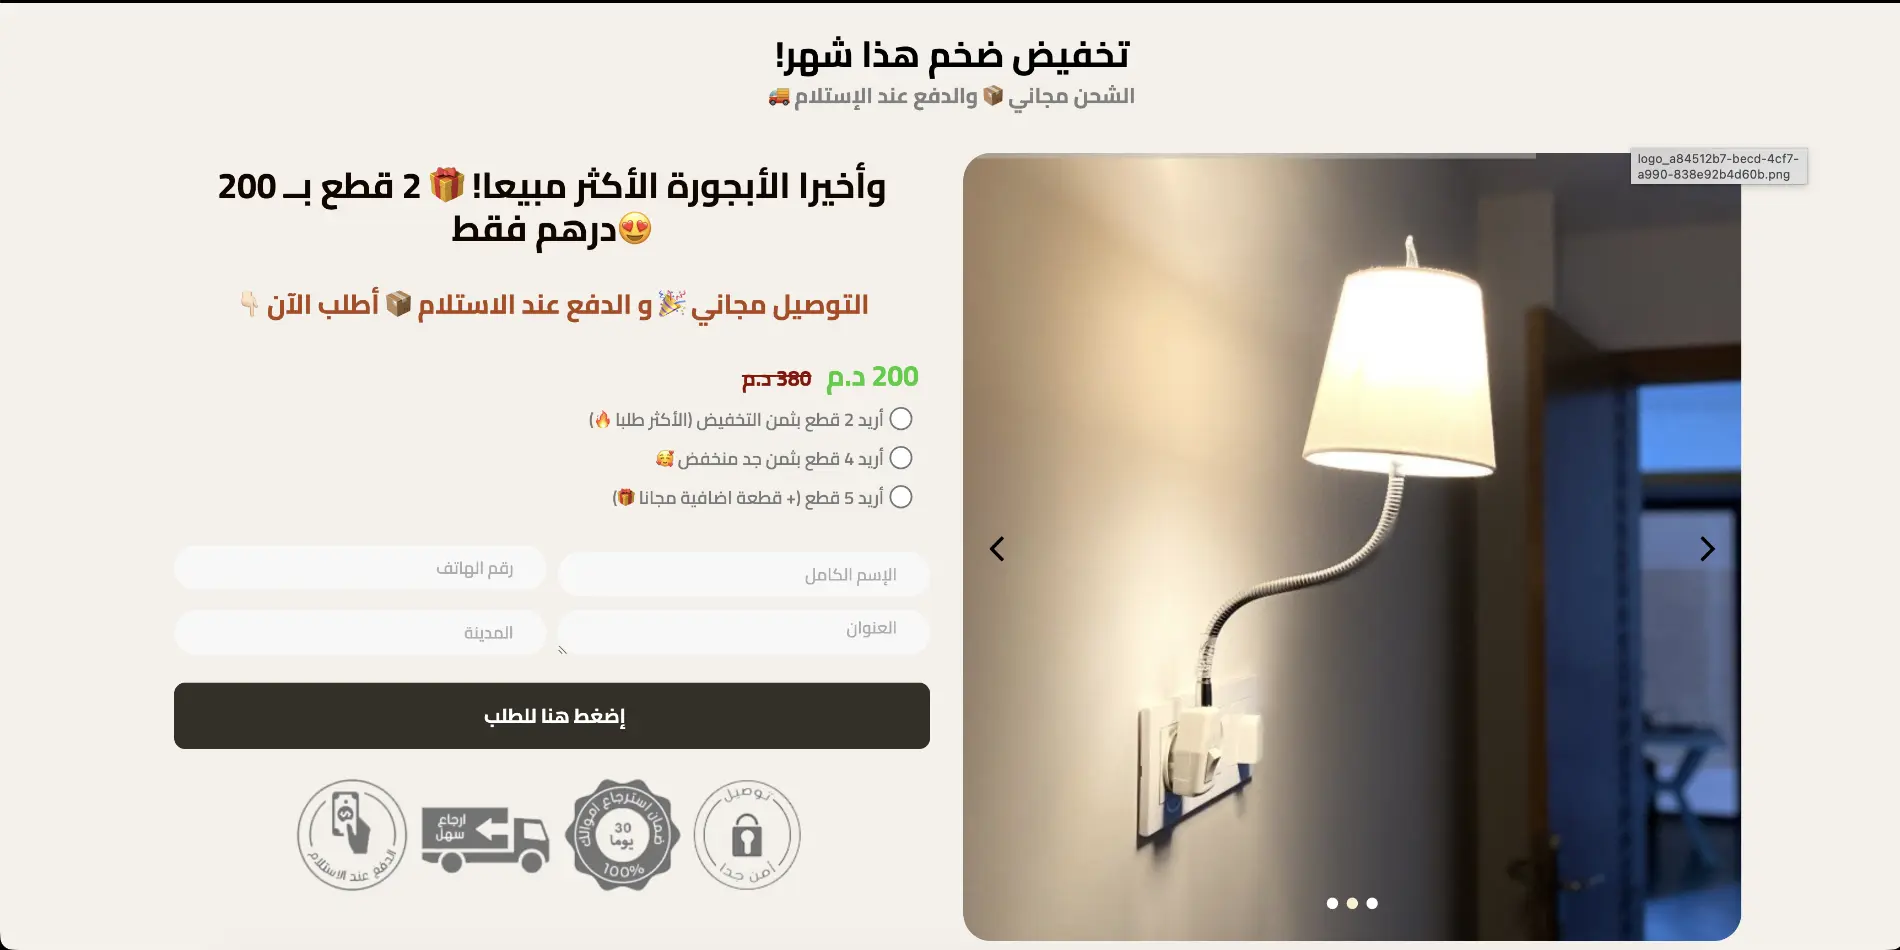 تخفيض ضخم هذا شهر!
الشحن مجاني 📦 والدفع عند الإستلام 🚚
logo_a84512b7-becd-4cf7-
a990-838e92b4d60b.png
وأخيرا الأبجورة الأكثر مبيعا! 🎁 2 قطع بــ 200
😍درهم فقط
التوصيل مجاني 🎉 و الدفع عند الاستلام 📦 أطلب الآن 👇🏻
200 د.م 380 د.م
أريد 2 قطع بثمن التخفيض (الأكثر طلبا 🔥)
أريد 4 قطع بثمن جد منخفض 🥰
أريد 5 قطع (+ قطعة اضافية مجانا 🎁)
الإسم الكامل
رقم الهاتف
العنوان
المدينة
إضغط هنا للطلب
توصيل
آمن جدا
ضمان استرجاع اموالك
30
يوما
100%
ارجاع
سهل
الدفع عند الاستلام